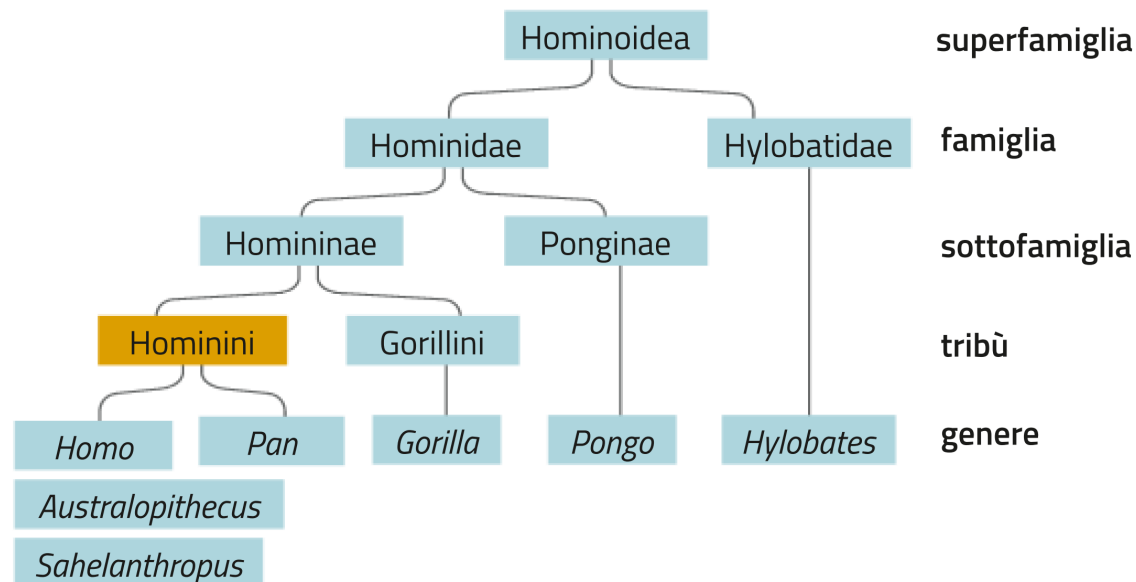 Hominoidea
superfamiglia
Hominidae
Hylobatidae
famiglia
Homininae
Ponginae
sottofamiglia
Hominini
Gorillini
tribù
Homo
Pan
Gorilla
Pongo
Hylobates
genere
Australopithecus
Sahelanthropus